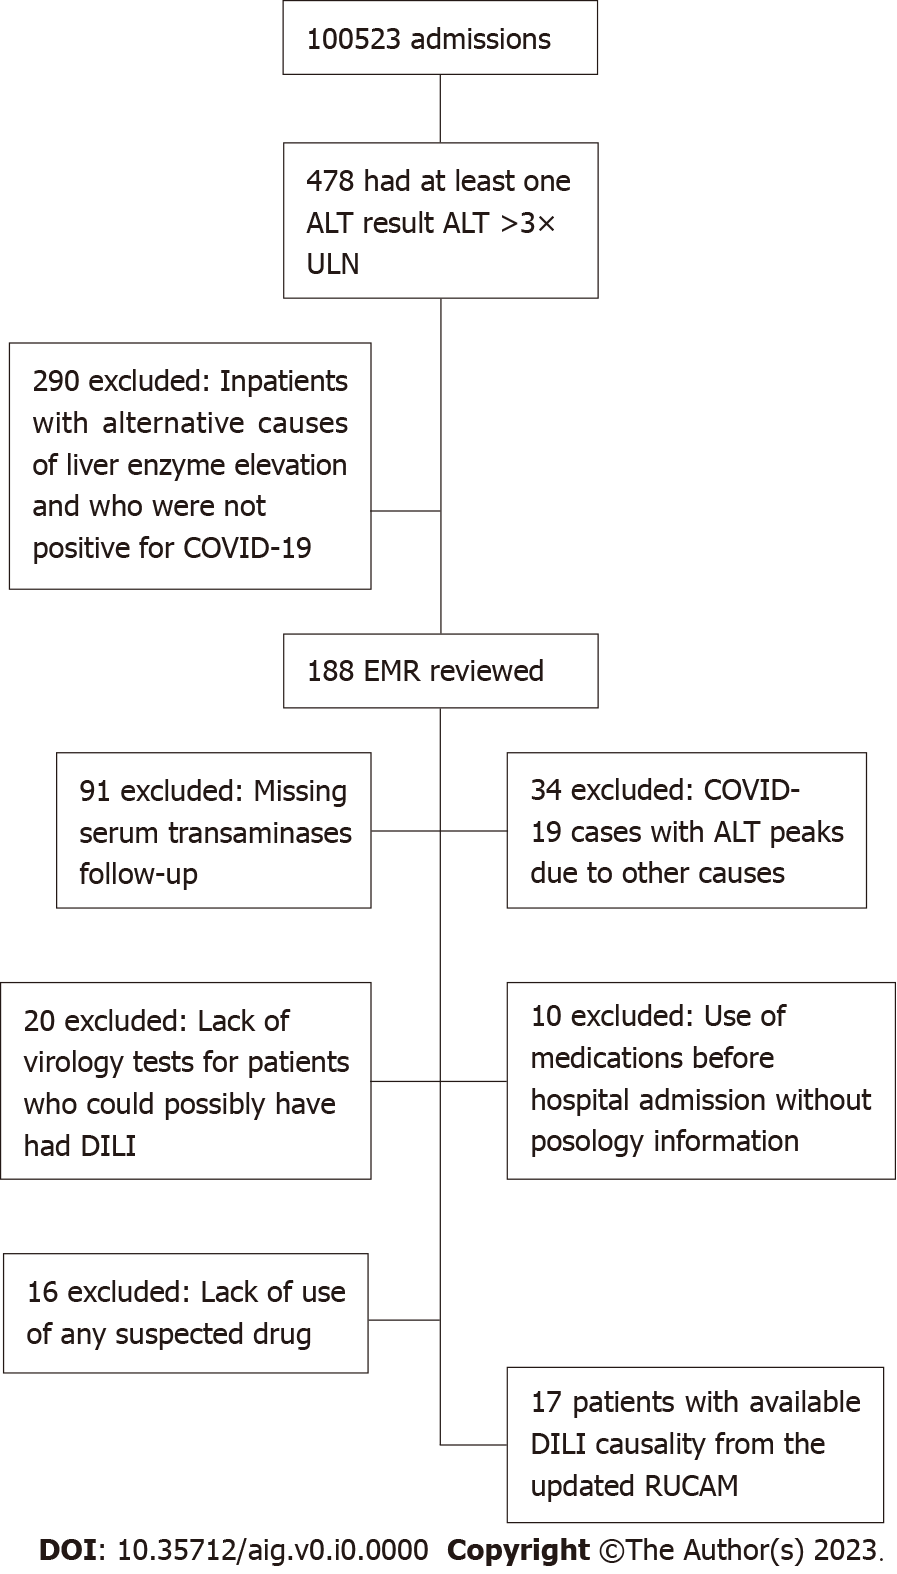 100523 admissions
478 had at least one
ALT result ALT >3×
ULN
290 excluded: Inpatients
with alternative causes
of liver enzyme elevation
and who were not
positive for COVID-19
188 EMR reviewed
91 excluded: Missing
serum transaminases
follow-up
34 excluded: COVID-
19 cases with ALT peaks
due to other causes
20 excluded: Lack of
virology tests for patients
who could possibly have
had DILI
10 excluded: Use of
medications before
hospital admission without
posology information
16 excluded: Lack of use
of any suspected drug
17 patients with available
DILI causality from the
updated RUCAM
DOI: 10.35712/aig.v0.i0.0000 Copyright ©The Author(s) 2023.